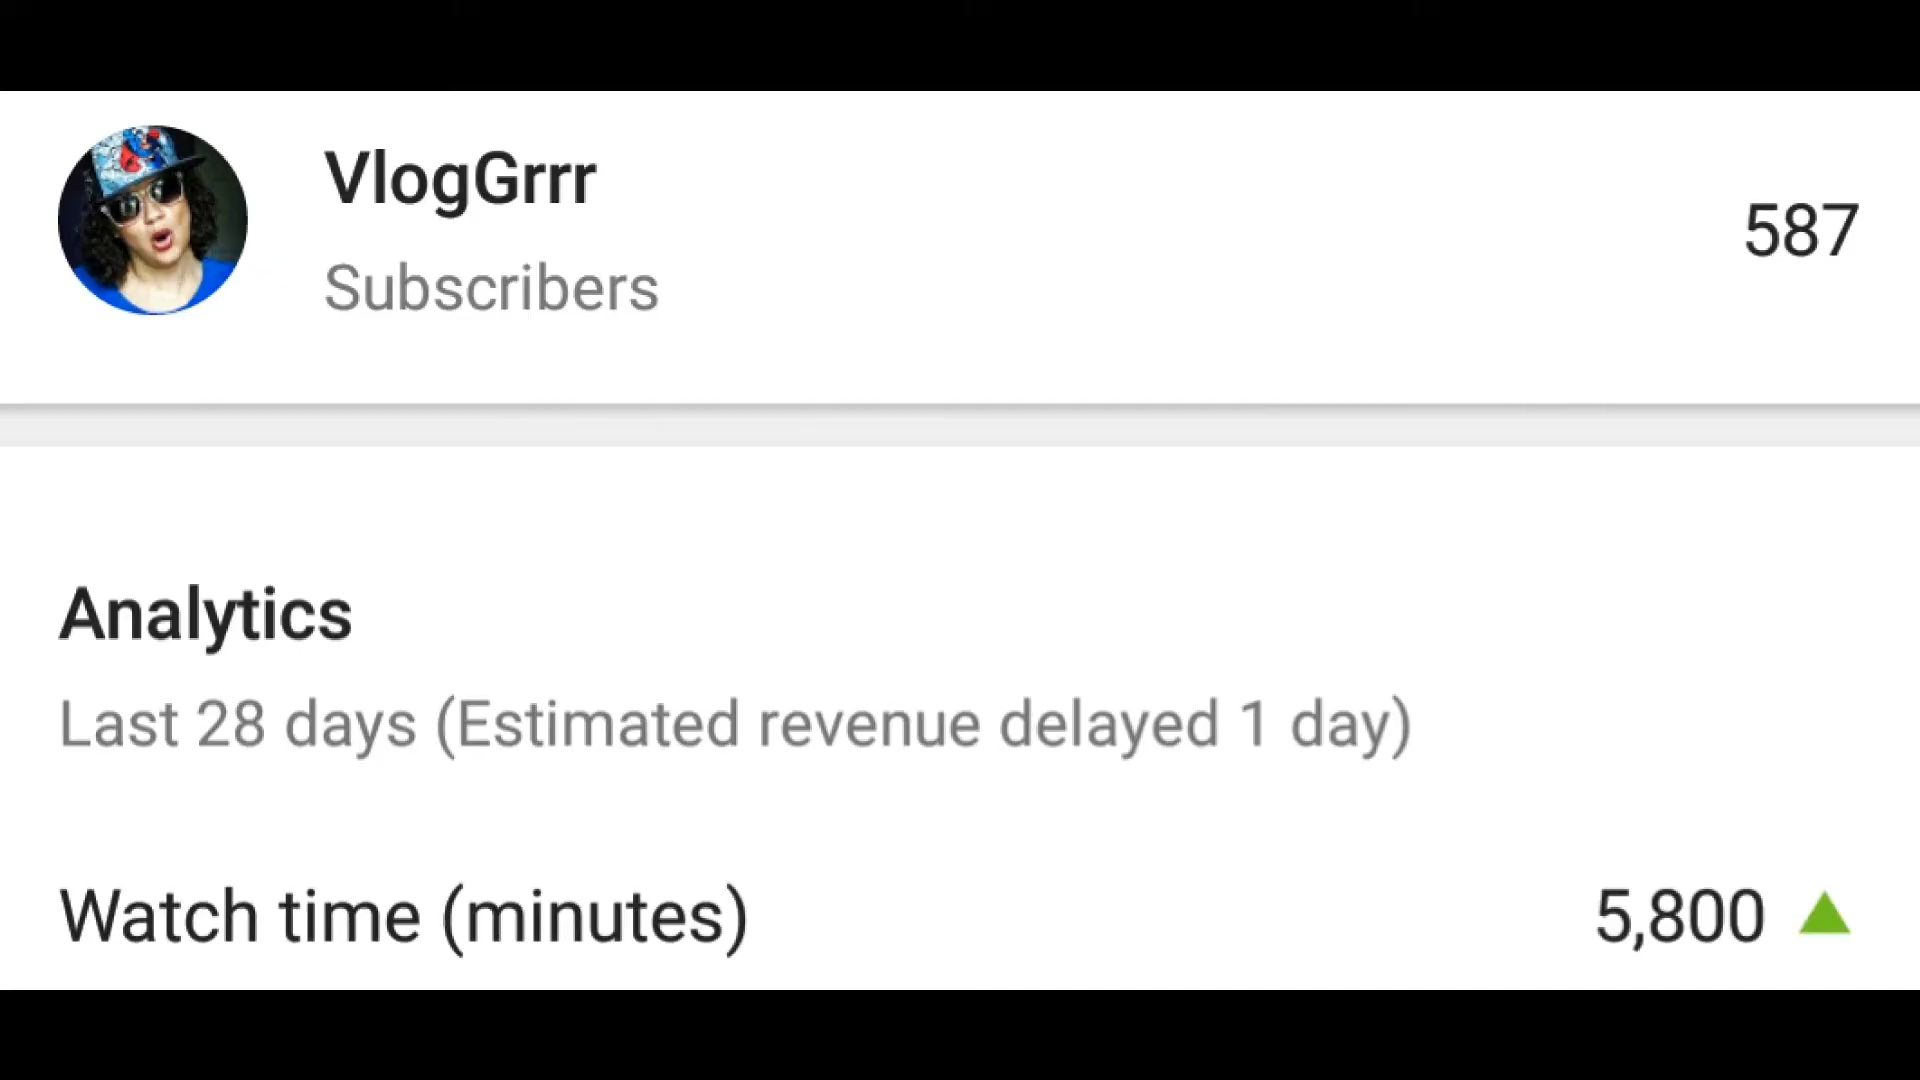 VlogGrrr
587
Subscribers
Analytics
Last 28 days (Estimated revenue delayed 1 day)
Watch time (minutes) 5,800